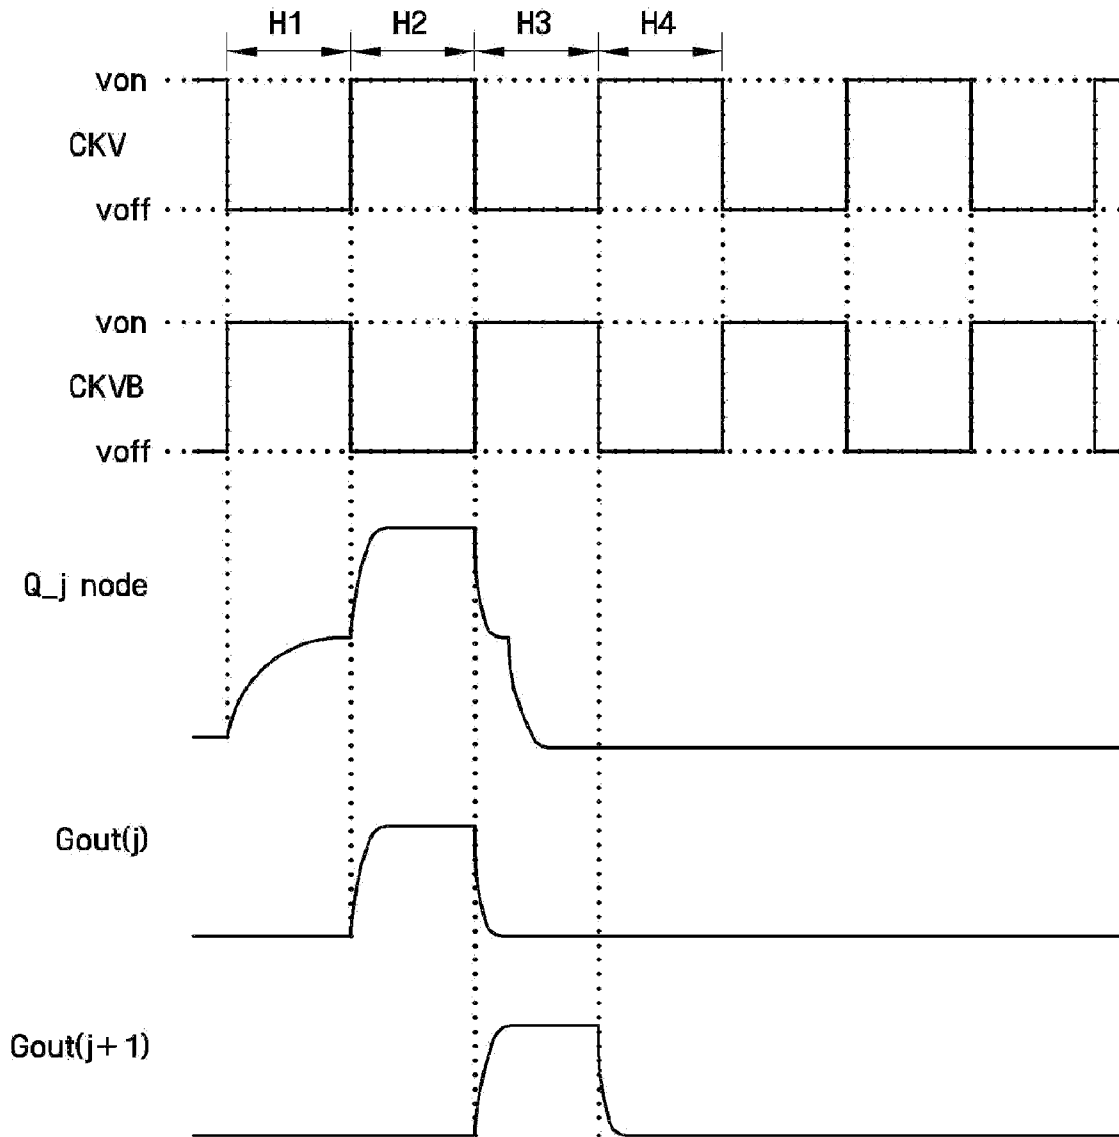 H1 H2 H3 H4
von
CKV
voff
von
CKVB
voff
Q_j node
Gout(j)
Gout(j+1)